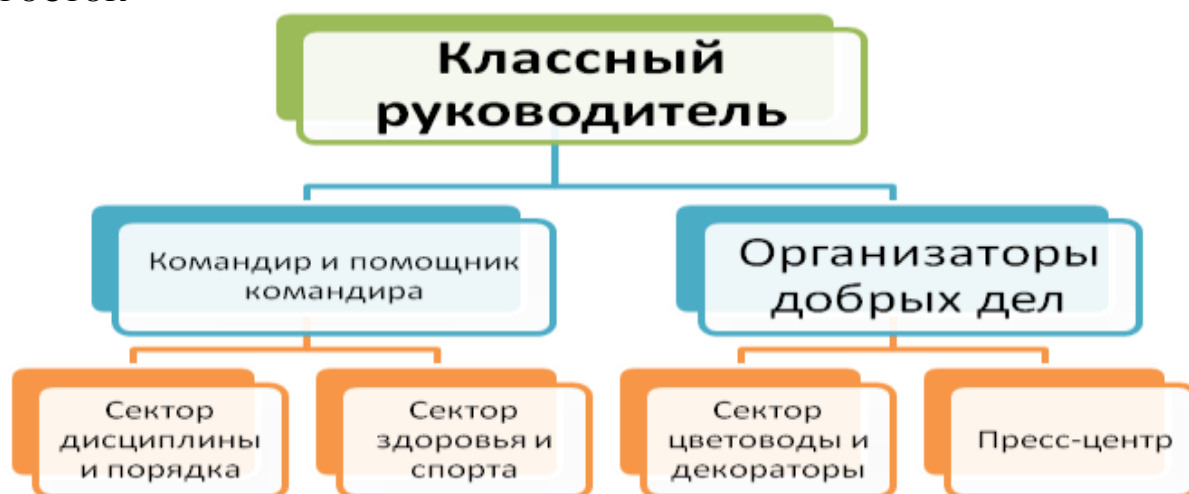 Классный
руководитель
Командир и помощник
командира
Организаторы
добрых дел
Сектор
дисциплины
и порядка
Сектор
здоровья и
спорта
Сектор
цветоводы и
декораторы
Пресс-центр